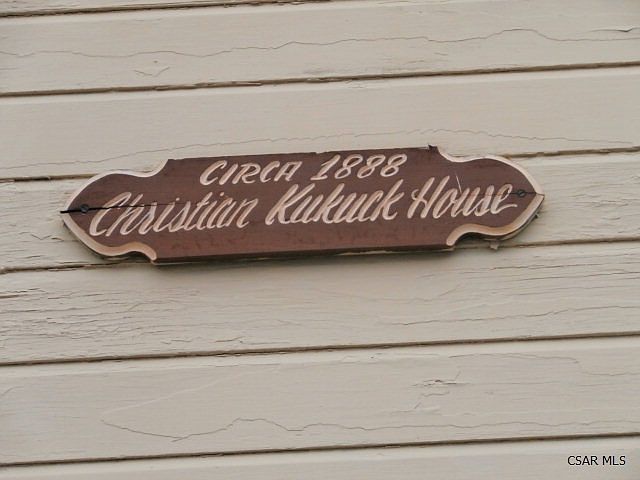 CIRCA 1888
Christian Kukuck House
CSAR MLS